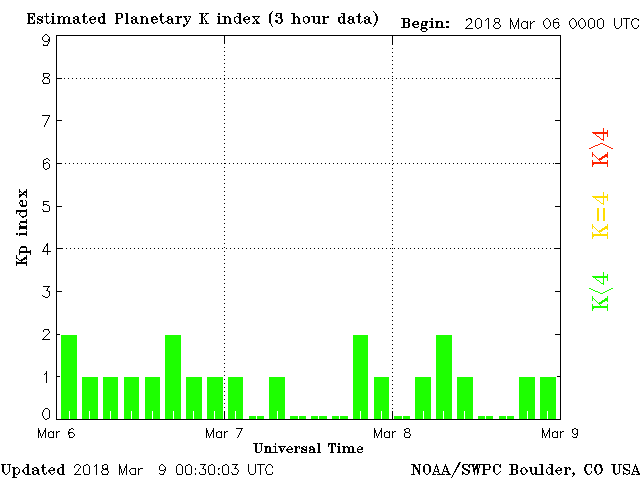 Estimated Planetary K index (3 hour data)
Begin: 2018 Mar 06 0000 UTC
9
8
7
6
5
4
3
2
1
0
Kp index
K>4
K=4
K<4
Mar 6
Mar 7
Mar 8
Mar 9
Universal Time
Updated 2018 Mar 9 00:30:03 UTC
NOAA/SWPC Boulder, CO USA